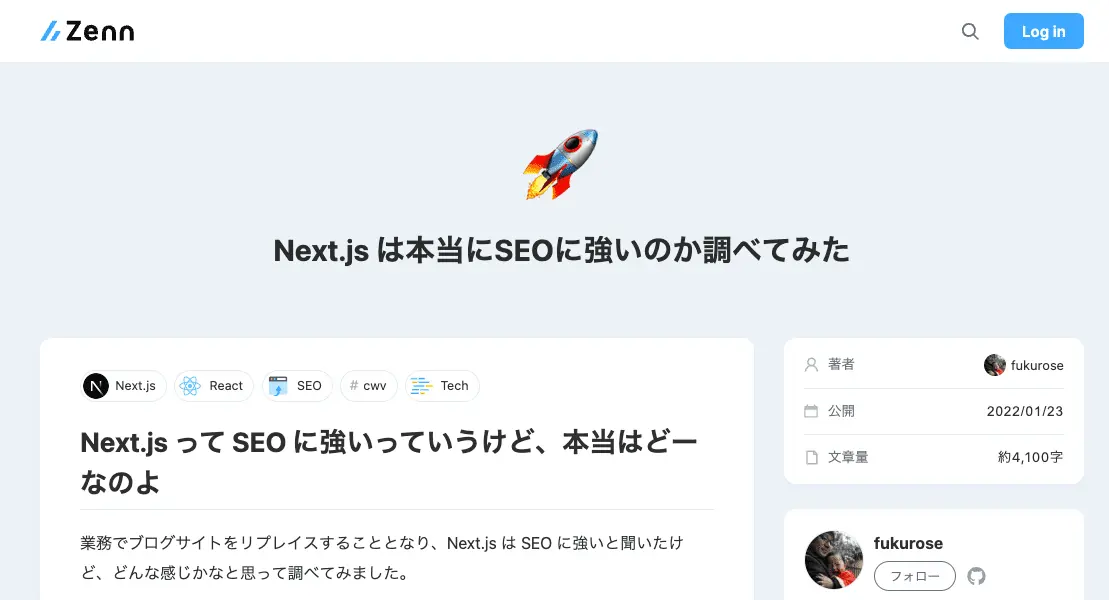 Zenn
Log in
Next.js は本当にSEOに強いのか調べてみた
Next.js
React
SEO
# cwv
Tech
Next.js って SEO に強いっていうけど、本当はどー
なのよ
業務でブログサイトをリプレイスすることとなり、Next.js は SEO に強いと聞いたけ
ど、どんな感じかなと思って調べてみました。
著者
fukurose
公開
2022/01/23
文章量
約4,100字
fukurose
フォロー